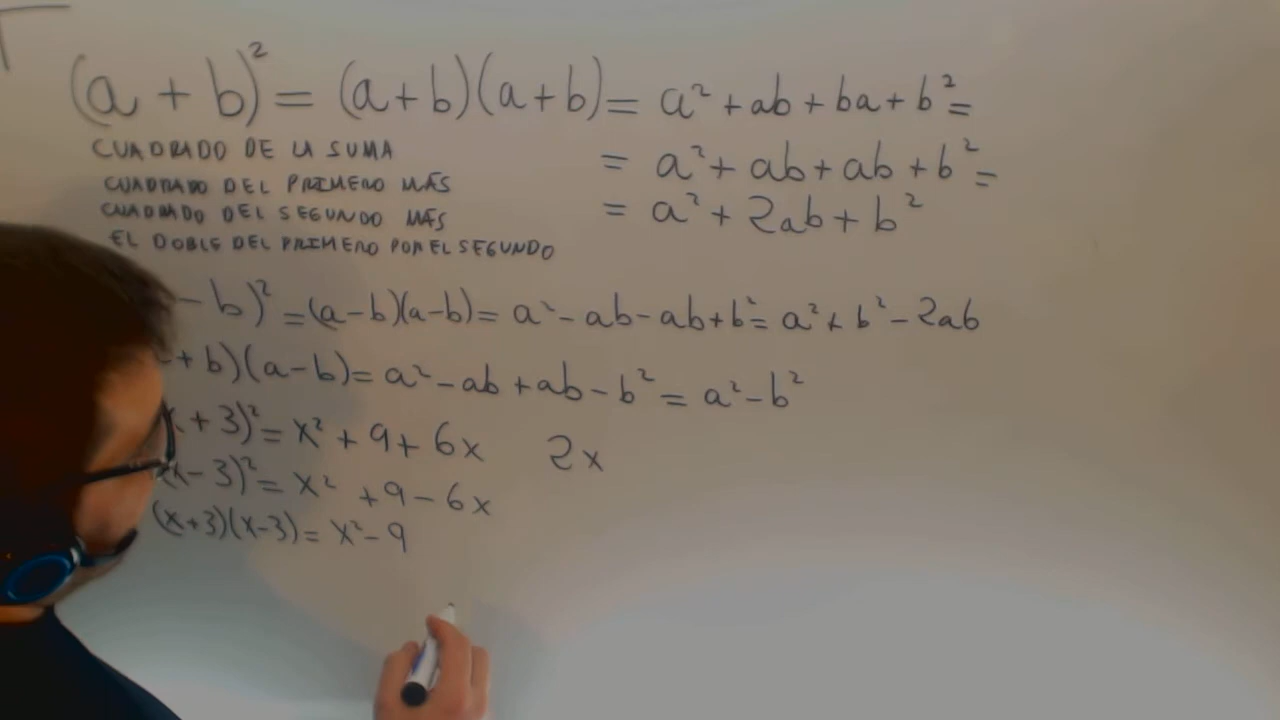 (a + b)² = (a+b)(a+b) = a² + ab + ba + b² =
CUADRADO DE LA SUMA
= a² + ab + ab + b² =
CUADRADO DEL PRIMERO MÁS
CUADRADO DEL SEGUNDO MÁS
= a² + 2ab + b²
EL DOBLE DEL PRIMERO POR EL SEGUNDO
- b)² = (a-b)(a-b) = a² - ab - ab + b² = a² + b² - 2ab
+ b)(a-b) = a² - ab + ab - b² = a² - b²
x + 3)² = x² + 9 + 6x 2x
x - 3)² = x² + 9 - 6x
(x+3)(x-3) = x² - 9